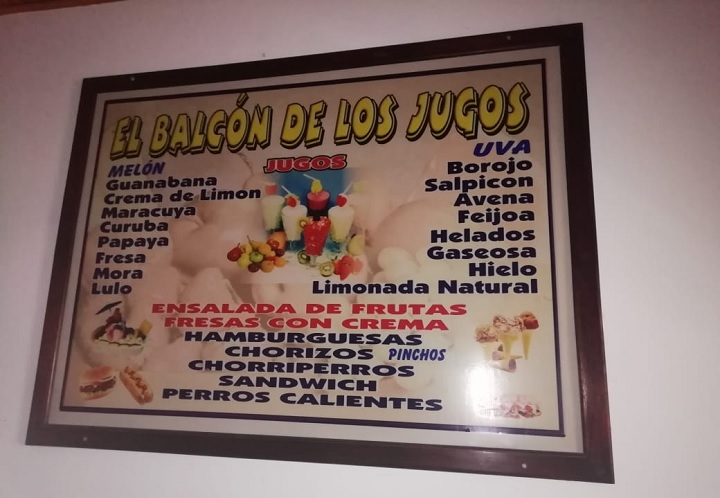 EL BALCÓN DE LOS JUGOS
JUGOS
MELÓN
Guanabana
Crema de Limon
Maracuya
Curuba
Papaya
Fresa
Mora
Lulo
UVA
Borojo
Salpicon
Avena
Feijoa
Helados
Gaseosa
Hielo
Limonada Natural
ENSALADA DE FRUTAS
FRESAS CON CREMA
HAMBURGUESAS
CHORIZOS PINCHOS
CHORRIPERROS
SANDWICH
PERROS CALIENTES